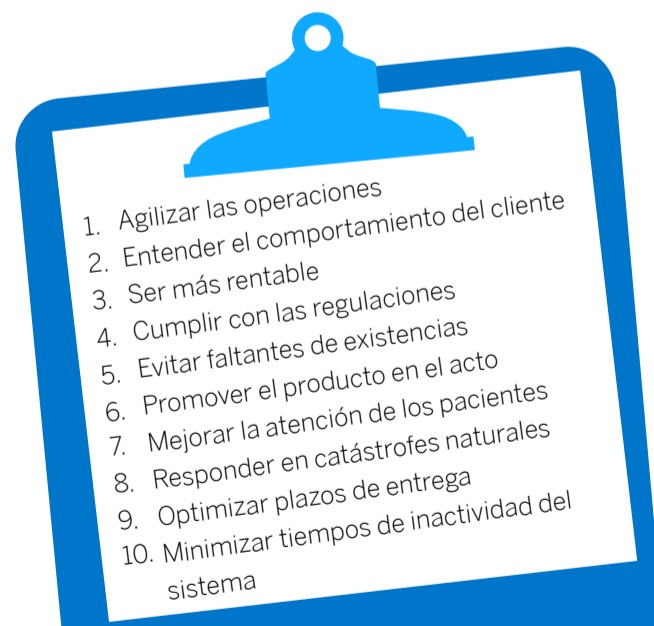 1. Agilizar las operaciones
2. Entender el comportamiento del cliente
3. Ser más rentable
4. Cumplir con las regulaciones
5. Evitar faltantes de existencias
6. Promover el producto en el acto
7. Mejorar la atención de los pacientes
8. Responder en catástrofes naturales
9. Optimizar plazos de entrega
10. Minimizar tiempos de inactividad del
sistema